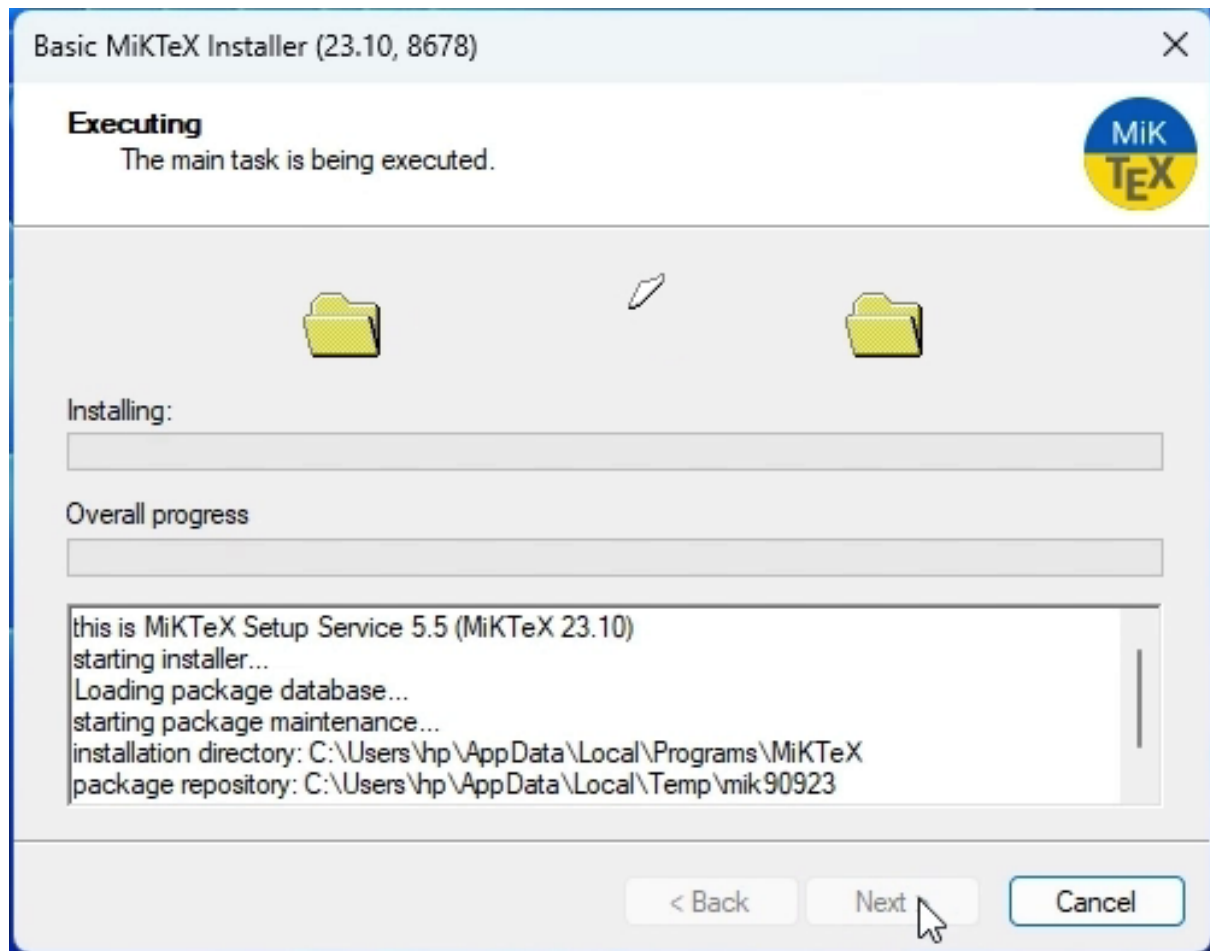 Basic MiKTeX Installer (23.10, 8678)
Executing
The main task is being executed.
MiK
TEX
Installing:
Overall progress
this is MiKTeX Setup Service 5.5 (MiKTeX 23.10)
starting installer...
Loading package database...
starting package maintenance...
installation directory: C:\Users\hp\AppData\Local\Programs\MiKTeX
package repository: C:\Users\hp\AppData\Local\Temp\mik90923
< Back
Next
Cancel